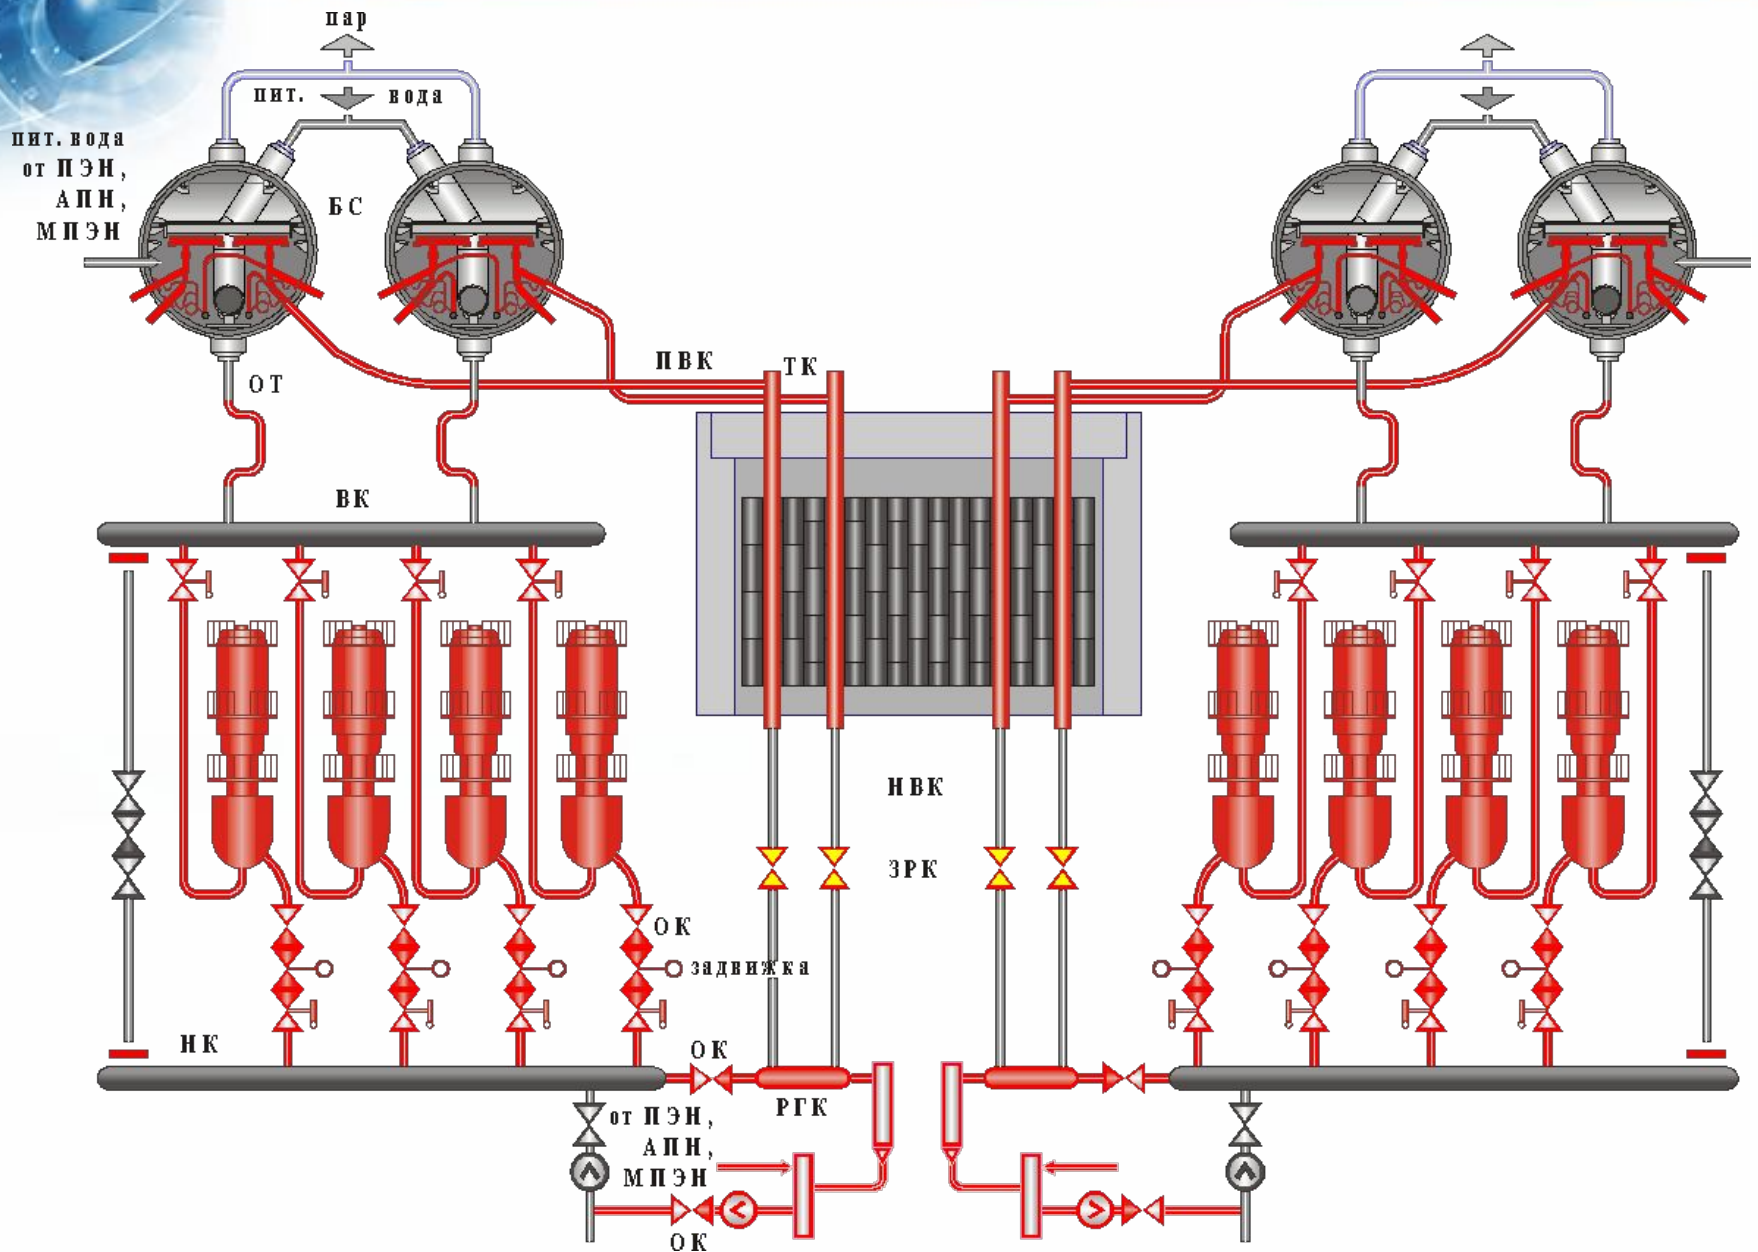 пар
пит. вода
пит. вода
от ПЭН,
АПН,
МПЭН
БС
ПВК
ТК
ОТ
ВК
НВК
ЗРК
ОК
задвижка
НК
ОК
РГК
от ПЭН,
АПН,
МПЭН
ОК